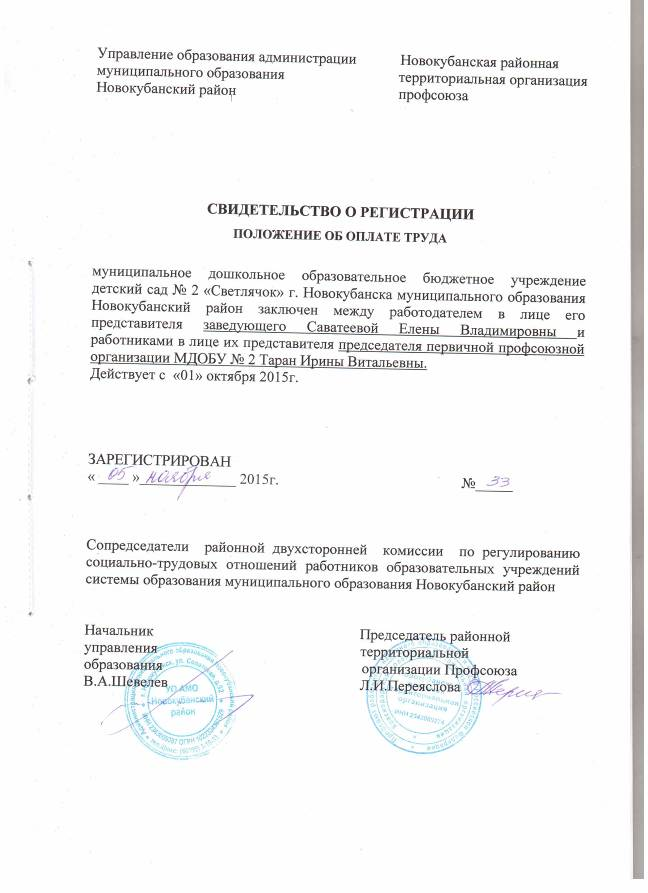 Управление образования администрации
муниципального образования
Новокубанский район
Новокубанская районная
территориальная организация
профсоюза
СВИДЕТЕЛЬСТВО О РЕГИСТРАЦИИ
ПОЛОЖЕНИЕ ОБ ОПЛАТЕ ТРУДА
муниципальное дошкольное образовательное бюджетное учреждение
детский сад № 2 «Светлячок» г. Новокубанска муниципального образования
Новокубанский район заключен между работодателем в лице его
представителя заведующего Саватеевой Елены Владимировны и
работниками в лице их представителя председателя первичной профсоюзной
организации МДОБУ № 2 Таран Ирины Витальевны.
Действует с «01» октября 2015г.
ЗАРЕГИСТРИРОВАН
« 05 » ноября 2015г.
№ 33
Сопредседатели районной двухсторонней комиссии по регулированию
социально-трудовых отношений работников образовательных учреждений
системы образования муниципального образования Новокубанский район
Начальник
управления
образования
В.А.Шевелев
Председатель районной
территориальной
организации Профсоюза
Л.И.Переяслова
УО АМО
Новокубанский
район
территориальная
организация